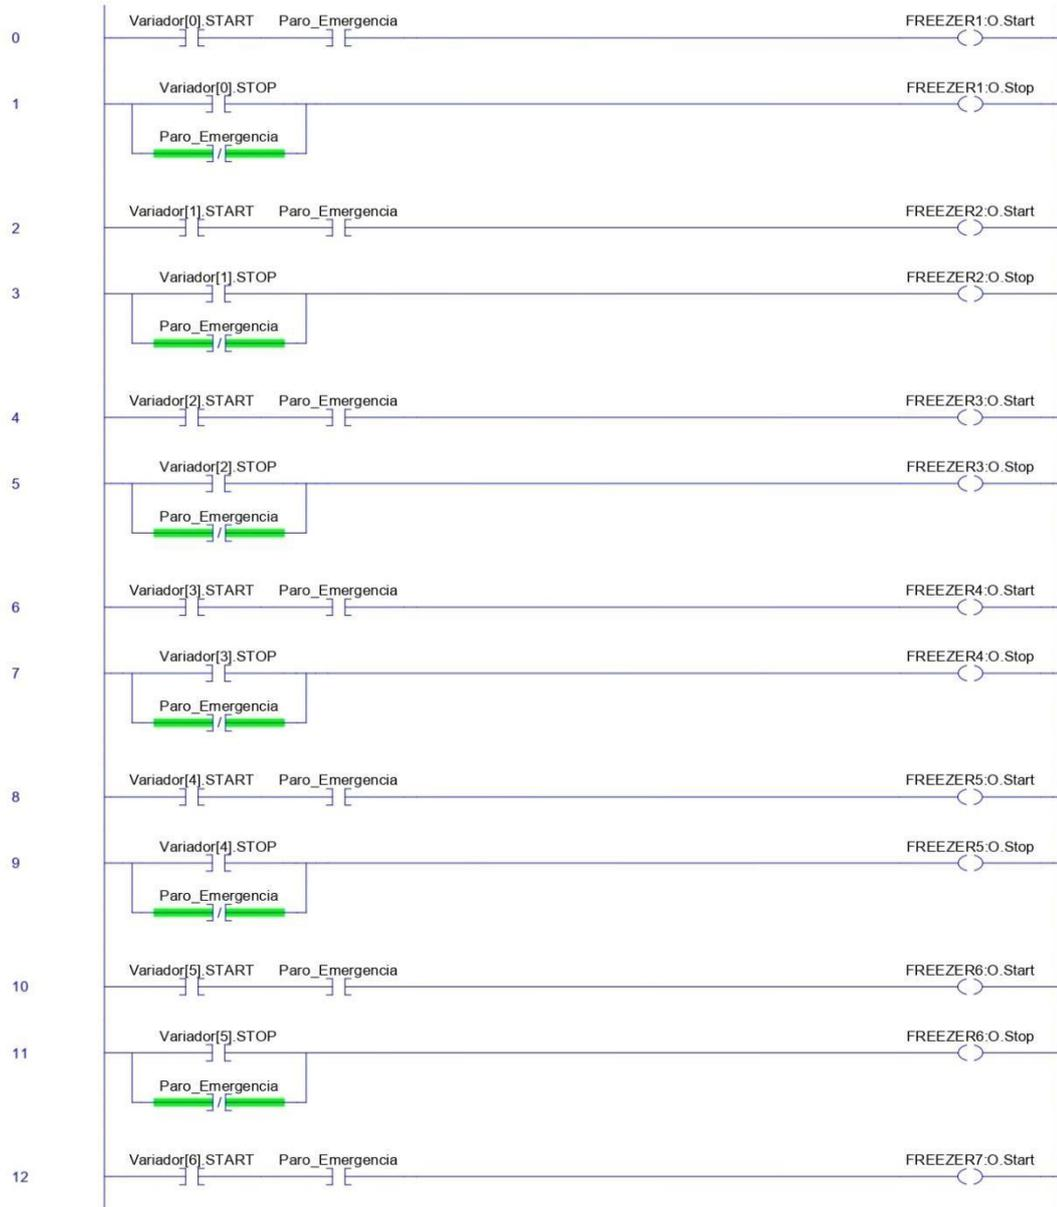 Variador[0].START Paro_Emergencia FREEZER1:O.Start
0
Variador[0].STOP FREEZER1:O.Stop
1
Paro_Emergencia
Variador[1].START Paro_Emergencia FREEZER2:O.Start
2
Variador[1].STOP FREEZER2:O.Stop
3
Paro_Emergencia
Variador[2].START Paro_Emergencia FREEZER3:O.Start
4
Variador[2].STOP FREEZER3:O.Stop
5
Paro_Emergencia
Variador[3].START Paro_Emergencia FREEZER4:O.Start
6
Variador[3].STOP FREEZER4:O.Stop
7
Paro_Emergencia
Variador[4].START Paro_Emergencia FREEZER5:O.Start
8
Variador[4].STOP FREEZER5:O.Stop
9
Paro_Emergencia
Variador[5].START Paro_Emergencia FREEZER6:O.Start
10
Variador[5].STOP FREEZER6:O.Stop
11
Paro_Emergencia
Variador[6].START Paro_Emergencia FREEZER7:O.Start
12